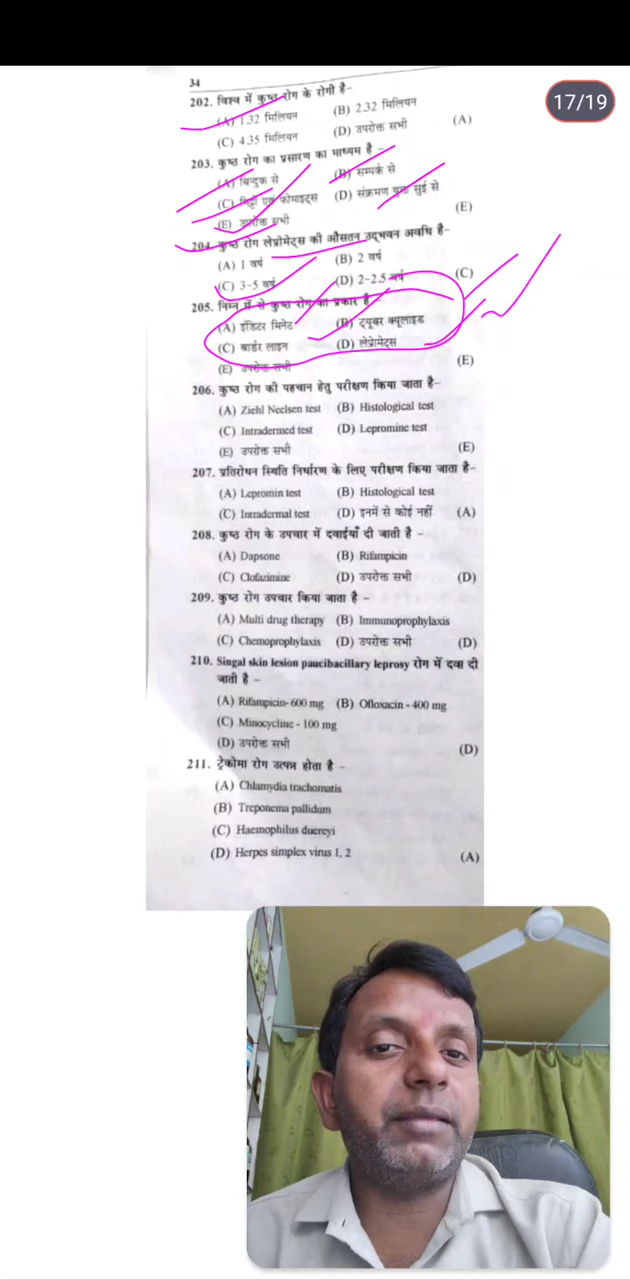 17/19
34
202. विश्व में कुष्ठ रोग के रोगी है-
(A) 1.32 मिलियन (B) 2.32 मिलियन
(C) 4.35 मिलियन (D) उपरोक्त सभी (A)
203. कुष्ठ रोग का प्रसारण का माध्यम है -
(A) बिन्दुक से (B) सम्पर्क से
(C) मिट्टी एवं फोमाइट्स (D) संक्रमण युक्त सुई से
(E) उपरोक्त सभी (E)
204. कुष्ठ रोग लेप्रोमेट्स की औसतन उद्भवन अवधि है-
(A) 1 वर्ष (B) 2 वर्ष
(C) 3-5 वर्ष (D) 2-2.5 वर्ष (C)
205. निम्न में से कुष्ठ रोग का प्रकार है
(A) इंडिटर मिनेट (B) ट्यूबर क्यूलाइड
(C) बार्डर लाइन (D) लेप्रोमेट्स
(E) उपरोक्त सभी (E)
206. कुष्ठ रोग की पहचान हेतु परीक्षण किया जाता है-
(A) Ziehl Neelsen test (B) Histological test
(C) Intradermed test (D) Lepromine test
(E) उपरोक्त सभी (E)
207. प्रतिरोधन स्थिति निर्धारण के लिए परीक्षण किया जाता है-
(A) Lepromin test (B) Histological test
(C) Intradermal test (D) इनमें से कोई नहीं (A)
208. कुष्ठ रोग के उपचार में दवाईयाँ दी जाती है -
(A) Dapsone (B) Rifampicin
(C) Clofazimine (D) उपरोक्त सभी (D)
209. कुष्ठ रोग उपचार किया जाता है -
(A) Multi drug therapy (B) Immunoprophylaxis
(C) Chemoprophylaxis (D) उपरोक्त सभी (D)
210. Singal skin lesion paucibacillary leprosy रोग में दवा दी
जाती है -
(A) Rifampicin- 600 mg (B) Ofloxacin - 400 mg
(C) Minocycline - 100 mg
(D) उपरोक्त सभी (D)
211. ट्रेकोमा रोग उत्पन्न होता है -
(A) Chlamydia trachomatis
(B) Treponema pallidum
(C) Haemophilus duereyi
(D) Herpes simplex virus 1, 2 (A)